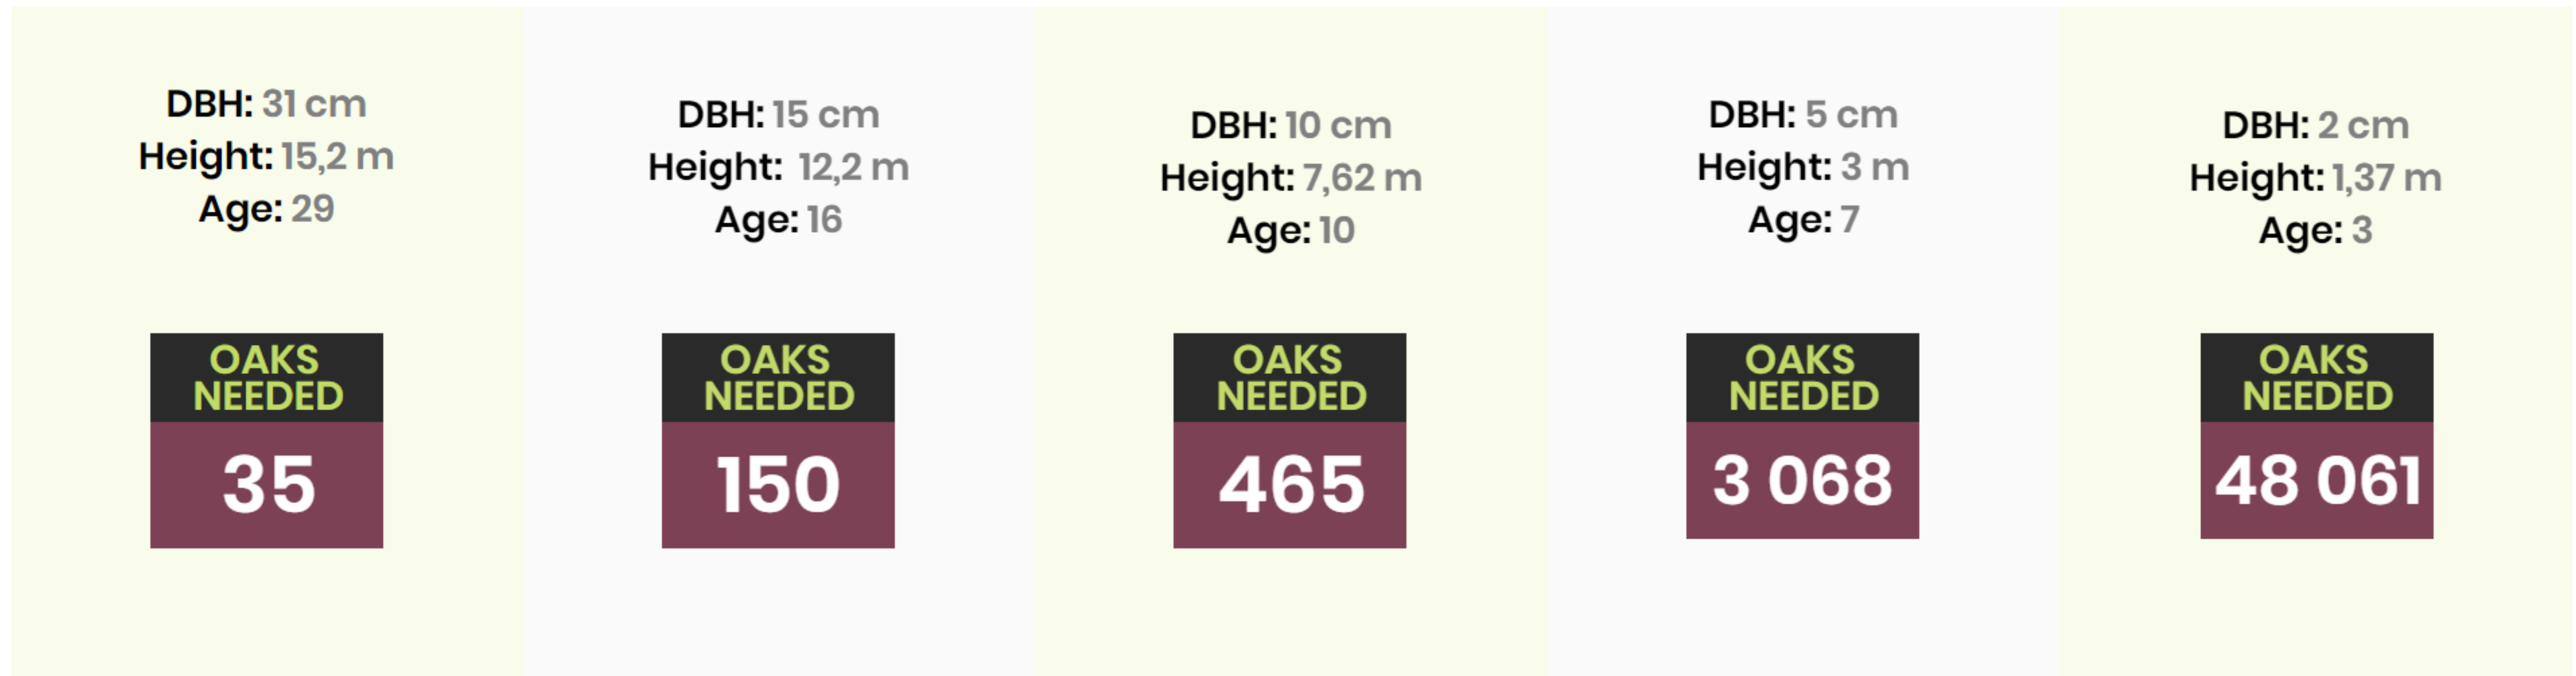 DBH: 31 cm
Height: 15,2 m
Age: 29
OAKS
NEEDED
35
DBH: 15 cm
Height: 12,2 m
Age: 16
OAKS
NEEDED
150
DBH: 10 cm
Height: 7,62 m
Age: 10
OAKS
NEEDED
465
DBH: 5 cm
Height: 3 m
Age: 7
OAKS
NEEDED
3 068
DBH: 2 cm
Height: 1,37 m
Age: 3
OAKS
NEEDED
48 061